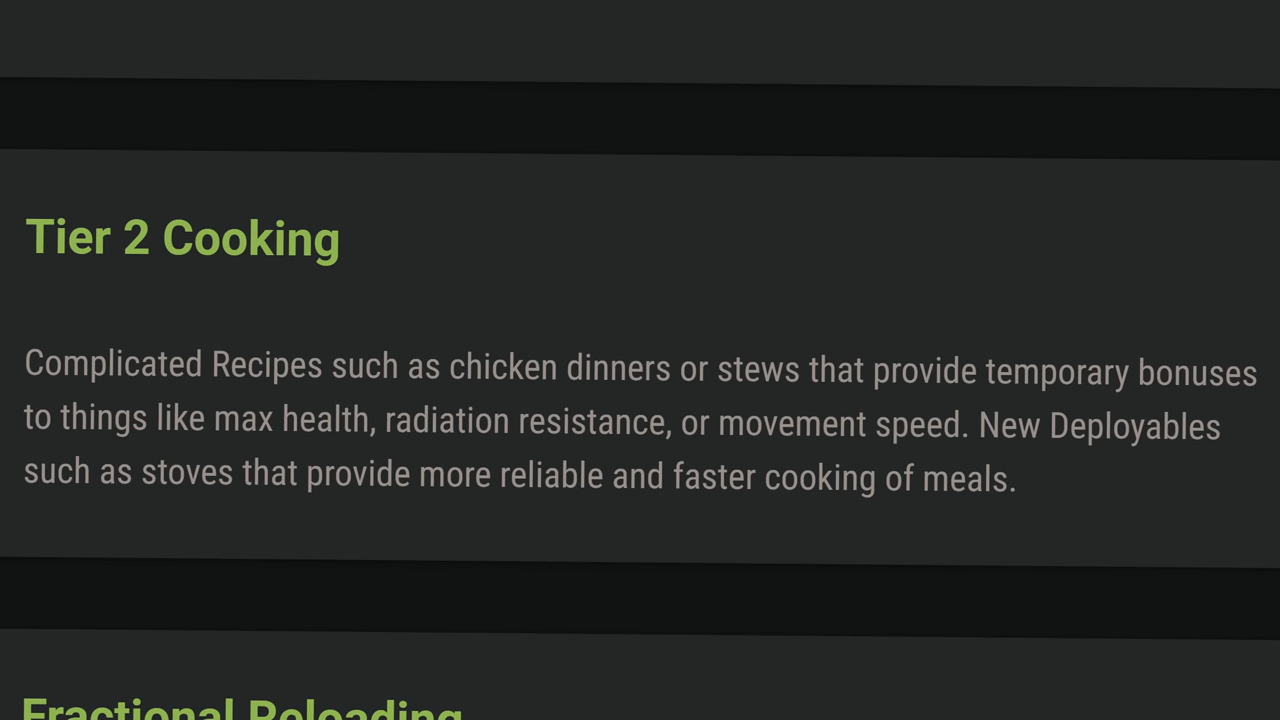 Tier 2 Cooking
Complicated Recipes such as chicken dinners or stews that provide temporary bonuses
to things like max health, radiation resistance, or movement speed. New Deployables
such as stoves that provide more reliable and faster cooking of meals.
Fractional Reloading